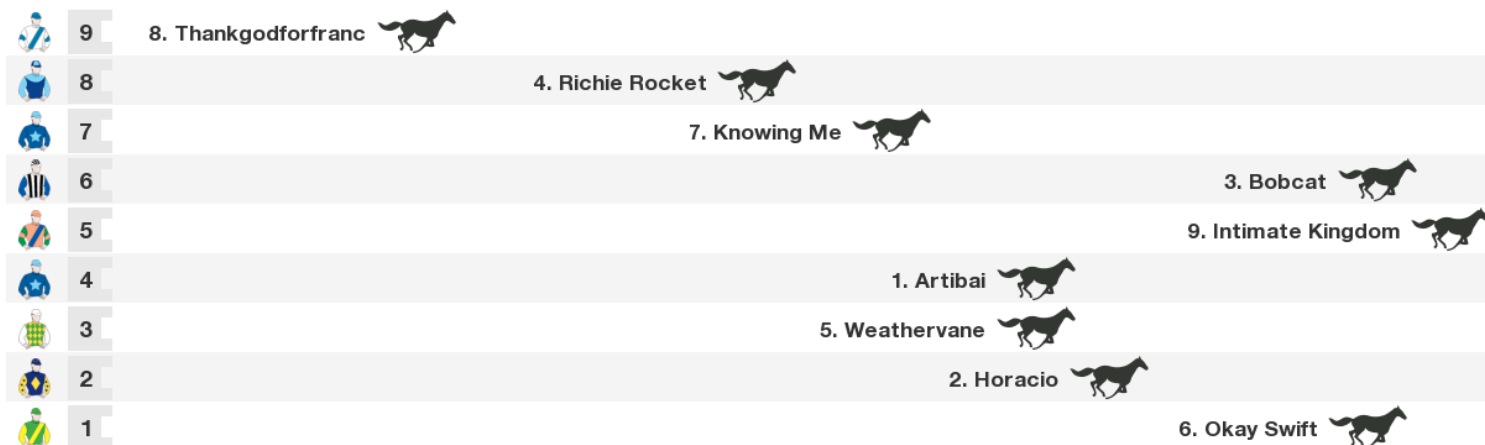 9 8. Thankgodforfranc
8 4. Richie Rocket
7 7. Knowing Me
6 3. Bobcat
5 9. Intimate Kingdom
4 1. Artibai
3 5. Weathervane
2 2. Horacio
1 6. Okay Swift